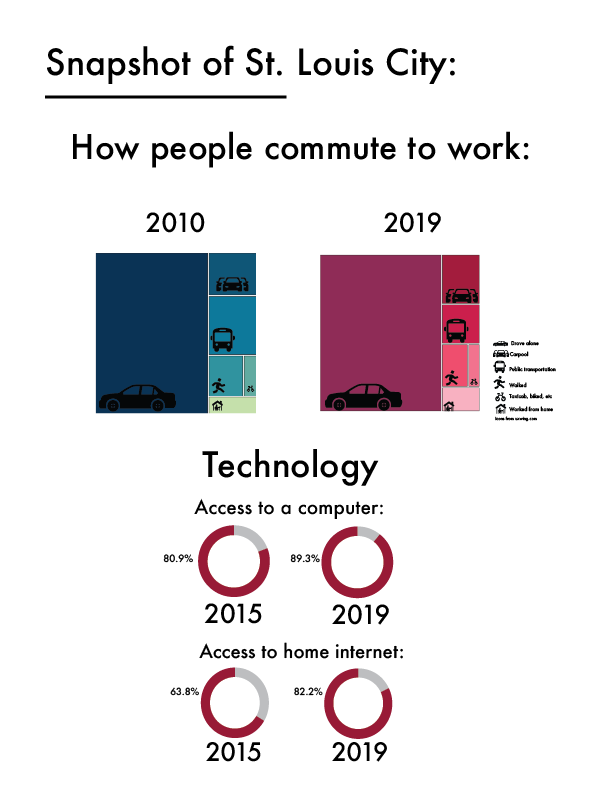 Snapshot of St. Louis City:
How people commute to work:
2010
2019
Drove alone
Carpool
Public transportation
Walked
Taxicab, biked, etc
Worked from home
Technology
Access to a computer:
80.9%
89.3%
2015
2019
Access to home internet:
63.8%
82.2%
2015
2019